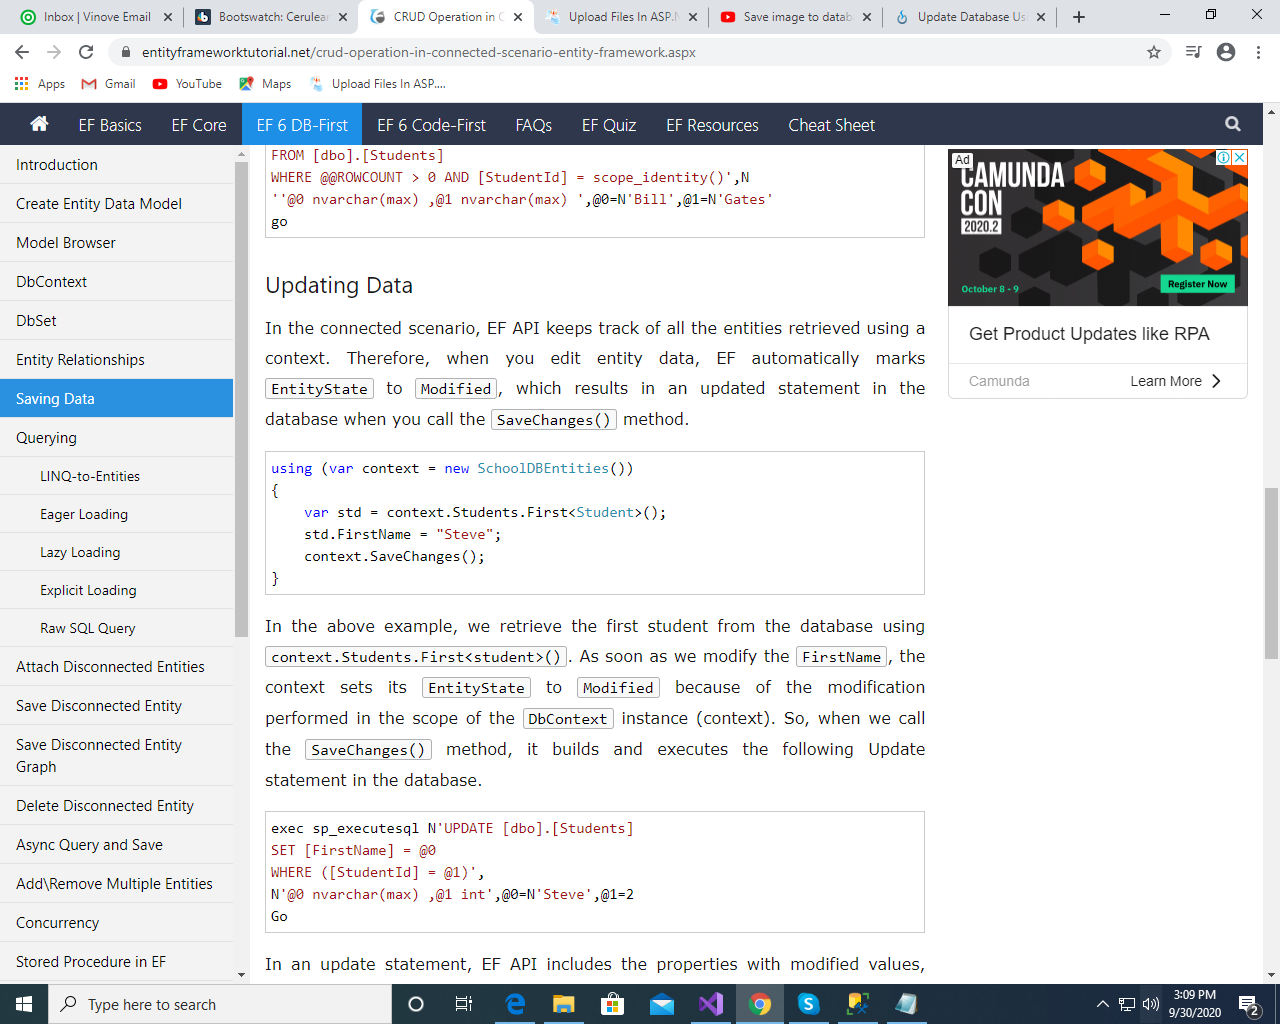 Inbox | Vinove Email
Bootswatch: Cerulean
CRUD Operation in C
Upload Files In ASP.N
Save image to datab
Update Database Us
entityframeworktutorial.net/crud-operation-in-connected-scenario-entity-framework.aspx
Apps
Gmail
YouTube
Maps
Upload Files In ASP....
EF Basics
EF Core
EF 6 DB-First
EF 6 Code-First
FAQs
EF Quiz
EF Resources
Cheat Sheet
Introduction
Create Entity Data Model
Model Browser
DbContext
DbSet
Entity Relationships
Saving Data
Querying
LINQ-to-Entities
Eager Loading
Lazy Loading
Explicit Loading
Raw SQL Query
Attach Disconnected Entities
Save Disconnected Entity
Save Disconnected Entity
Graph
Delete Disconnected Entity
Async Query and Save
Add\Remove Multiple Entities
Concurrency
Stored Procedure in EF
FROM [dbo].[Students]
WHERE @@ROWCOUNT > 0 AND [StudentId] = scope_identity()',N
''@0 nvarchar(max) ,@1 nvarchar(max) ',@0=N'Bill',@1=N'Gates'
go
Updating Data
In the connected scenario, EF API keeps track of all the entities retrieved using a
context. Therefore, when you edit entity data, EF automatically marks
EntityState to Modified, which results in an updated statement in the
database when you call the SaveChanges() method.
using (var context = new SchoolDBEntities())
{
var std = context.Students.First<Student>();
std.FirstName = "Steve";
context.SaveChanges();
}
In the above example, we retrieve the first student from the database using
context.Students.First<student>(). As soon as we modify the FirstName, the
context sets its EntityState to Modified because of the modification
performed in the scope of the DbContext instance (context). So, when we call
the SaveChanges() method, it builds and executes the following Update
statement in the database.
exec sp_executesql N'UPDATE [dbo].[Students]
SET [FirstName] = @0
WHERE ([StudentId] = @1)',
N'@0 nvarchar(max) ,@1 int',@0=N'Steve',@1=2
Go
In an update statement, EF API includes the properties with modified values,
Ad
CAMUNDA
CON
2020.2
October 8 - 9
Register Now
Get Product Updates like RPA
Camunda
Learn More
Type here to search
3:09 PM
9/30/2020
2